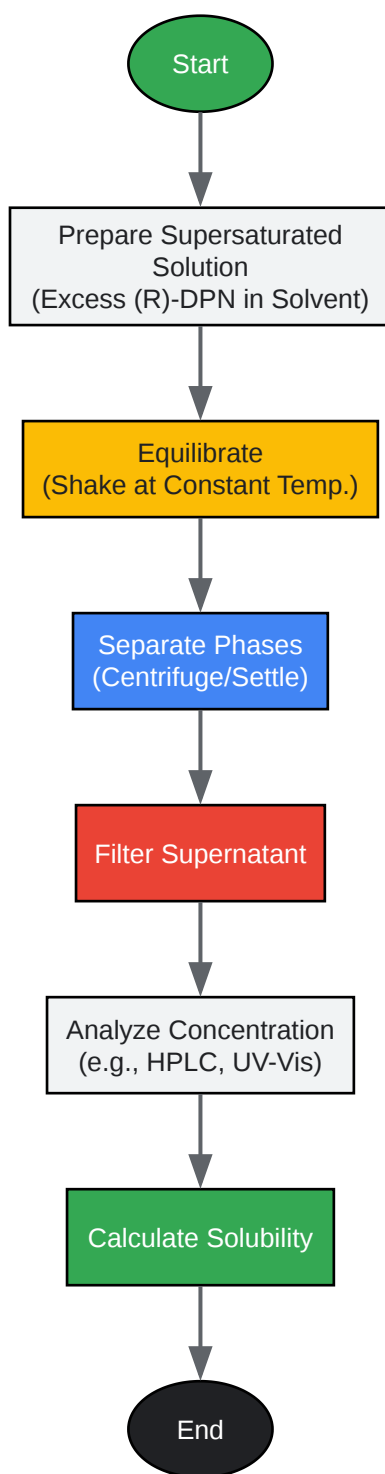 Start
Prepare Supersaturated
Solution
(Excess (R)-DPN in Solvent)
Equilibrate
(Shake at Constant Temp.)
Separate Phases
(Centrifuge/Settle)
Filter Supernatant
Analyze Concentration
(e.g., HPLC, UV-Vis)
Calculate Solubility
End